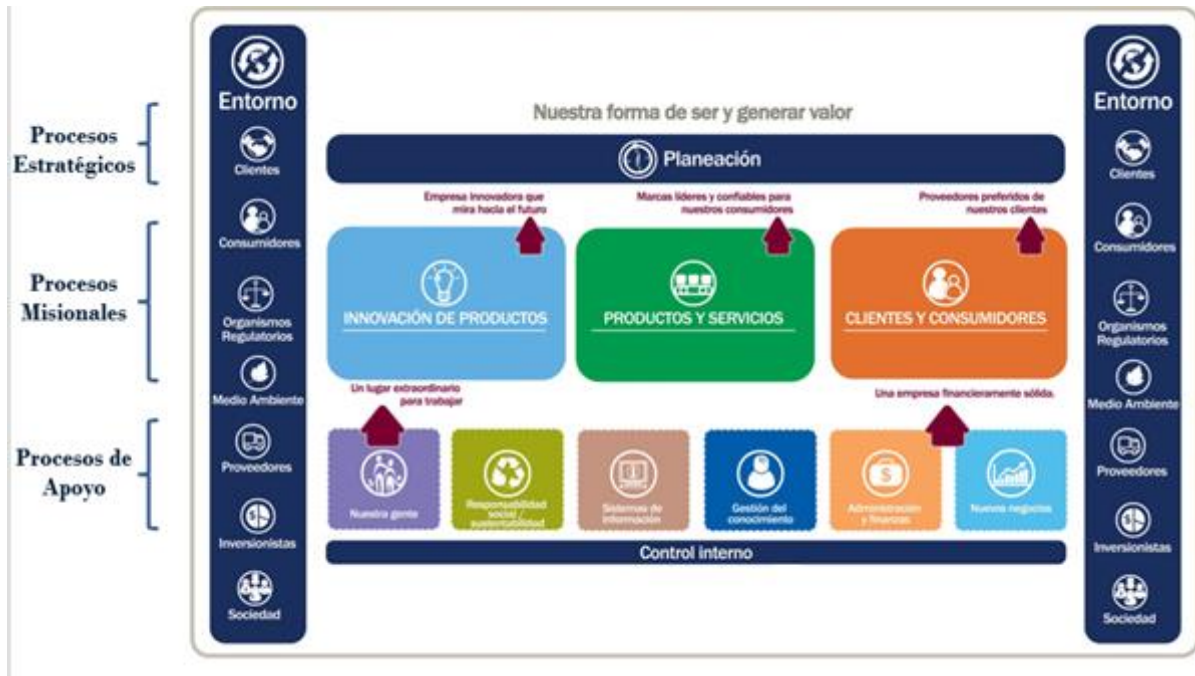 Procesos
Estratégicos
Procesos
Misionales
Procesos de
Apoyo
Entorno
Clientes
Consumidores
Organismos
Regulatorios
Medio Ambiente
Proveedores
Inversionistas
Sociedad
Nuestra forma de ser y generar valor
Planeación
Empresa innovadora que
mira hacia el futuro
Marcas líderes y confiables para
nuestros consumidores
Proveedores preferidos de
nuestros clientes
INNOVACIÓN DE PRODUCTOS
PRODUCTOS Y SERVICIOS
CLIENTES Y CONSUMIDORES
Un lugar extraordinario
para trabajar
Una empresa financieramente sólida.
Nuestra gente
Responsabilidad
social /
sustentabilidad
Sistemas de
información
Gestión del
conocimiento
Administración
y finanzas
Nuevos negocios
Control interno
Entorno
Clientes
Consumidores
Organismos
Regulatorios
Medio Ambiente
Proveedores
Inversionistas
Sociedad